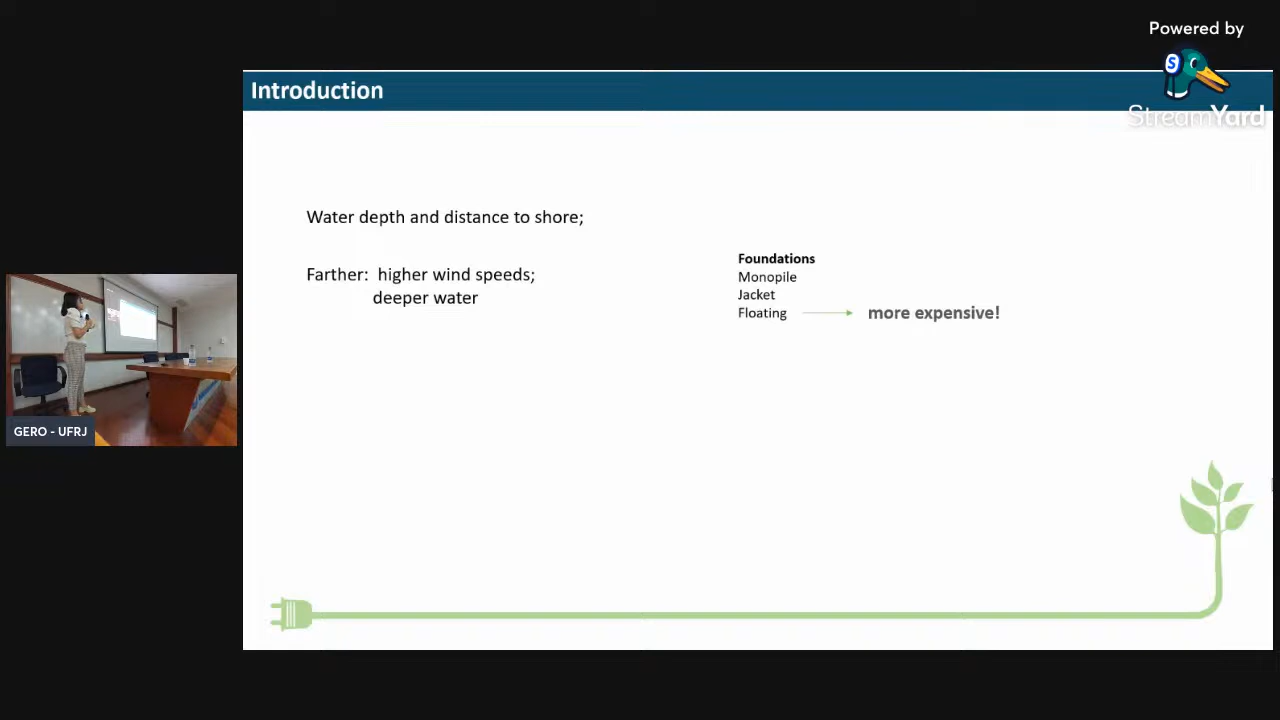 Powered by
StreamYard
Introduction
Water depth and distance to shore;
Farther: higher wind speeds;
deeper water
Foundations
Monopile
Jacket
Floating
more expensive!
GERO - UFRJ